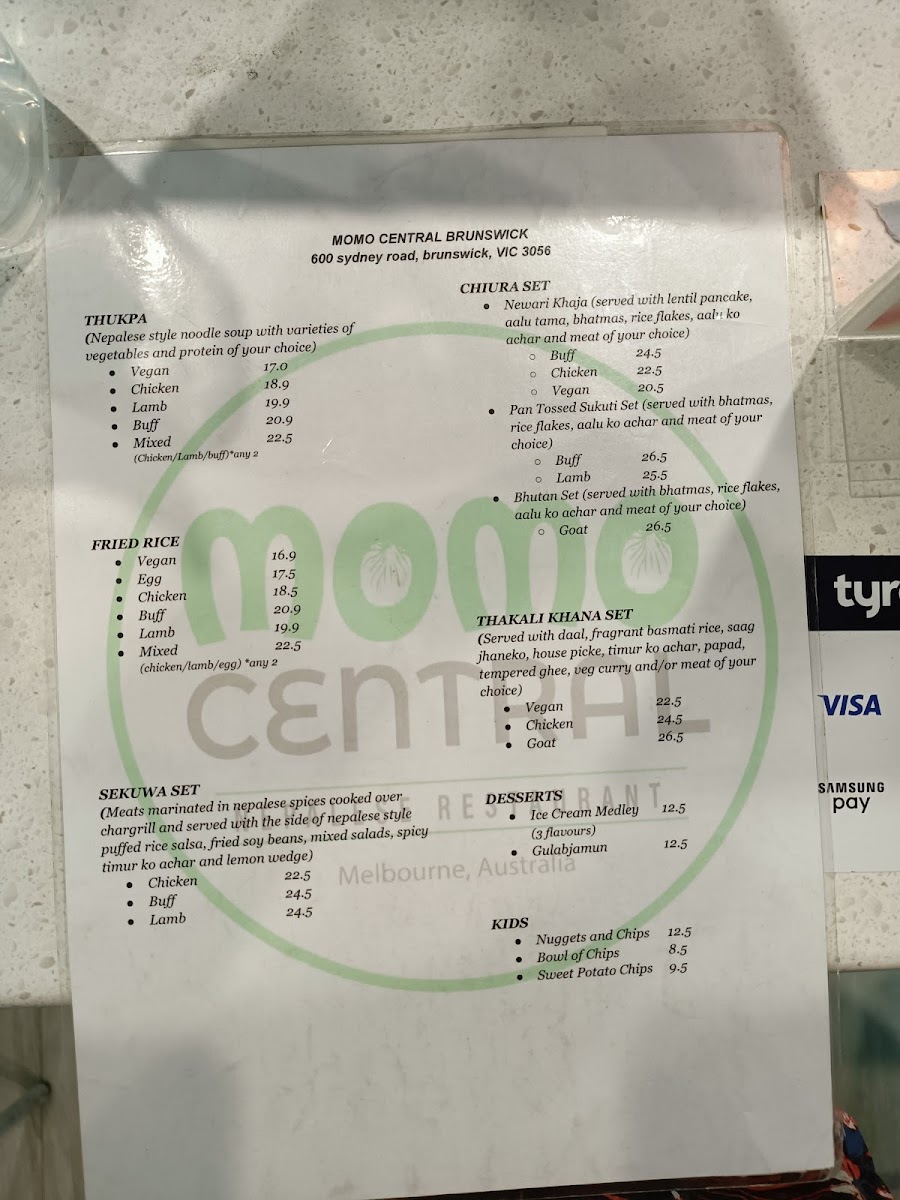 MOMO CENTRAL BRUNSWICK
600 sydney road, brunswick, VIC 3056
THUKPA
(Nepalese style noodle soup with varieties of
vegetables and protein of your choice)
• Vegan 17.0
• Chicken 18.9
• Lamb 19.9
• Buff 20.9
• Mixed 22.5
(Chicken/Lamb/buff)*any 2
FRIED RICE
• Vegan 16.9
• Egg 17.5
• Chicken 18.5
• Buff 20.9
• Lamb 19.9
• Mixed 22.5
(chicken/lamb/egg) *any 2
SEKUWA SET
(Meats marinated in nepalese spices cooked over
chargrill and served with the side of nepalese style
puffed rice salsa, fried soy beans, mixed salads, spicy
timur ko achar and lemon wedge)
• Chicken 22.5
• Buff 24.5
• Lamb 24.5
CHIURA SET
• Newari Khaja (served with lentil pancake,
aalu tama, bhatmas, rice flakes, aalu ko
achar and meat of your choice)
○ Buff 24.5
○ Chicken 22.5
○ Vegan 20.5
• Pan Tossed Sukuti Set (served with bhatmas,
rice flakes, aalu ko achar and meat of your
choice)
○ Buff 26.5
○ Lamb 25.5
• Bhutan Set (served with bhatmas, rice flakes,
aalu ko achar and meat of your choice)
○ Goat 26.5
THAKALI KHANA SET
(Served with daal, fragrant basmati rice, saag
jhaneko, house picke, timur ko achar, papad,
tempered ghee, veg curry and/or meat of your
choice)
• Vegan 22.5
• Chicken 24.5
• Goat 26.5
DESSERTS
• Ice Cream Medley 12.5
(3 flavours)
• Gulabjamun 12.5
KIDS
• Nuggets and Chips 12.5
• Bowl of Chips 8.5
• Sweet Potato Chips 9.5
MOMO
CENTRAL
NEPALESE RESTAURANT
Melbourne, Australia
tyr
VISA
SAMSUNG
pay